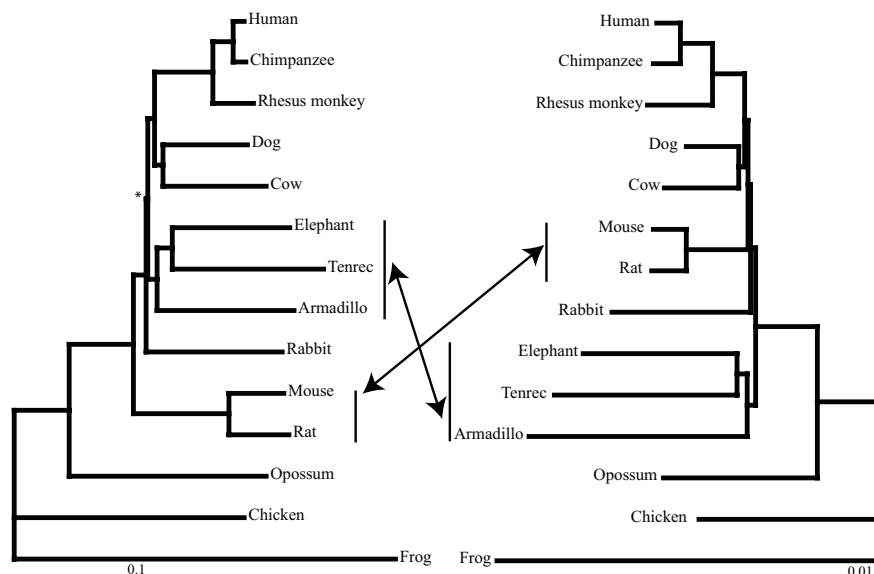 Human
Chimpanzee
Rhesus monkey
Dog
Cow
*
Elephant
Tenrec
Armadillo
Rabbit
Mouse
Rat
Opossum
Chicken
Frog
0.1
Human
Chimpanzee
Rhesus monkey
Dog
Cow
Mouse
Rat
Rabbit
Elephant
Tenrec
Armadillo
Opossum
Chicken
Frog
0.01